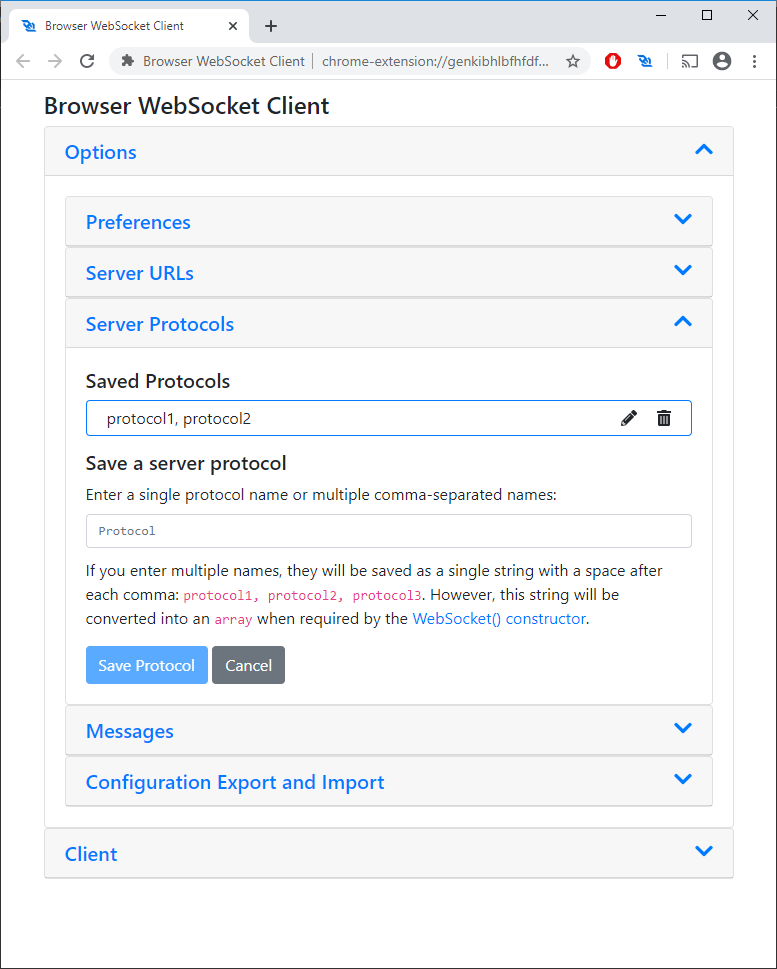 Browser WebSocket Client
Browser WebSocket Client | chrome-extension://genkibhlbfhfdf...
Browser WebSocket Client
Options
Preferences
Server URLs
Server Protocols
Saved Protocols
protocol1, protocol2
Save a server protocol
Enter a single protocol name or multiple comma-separated names:
Protocol
If you enter multiple names, they will be saved as a single string with a space after
each comma: protocol1, protocol2, protocol3. However, this string will be
converted into an array when required by the WebSocket() constructor.
Save Protocol Cancel
Messages
Configuration Export and Import
Client